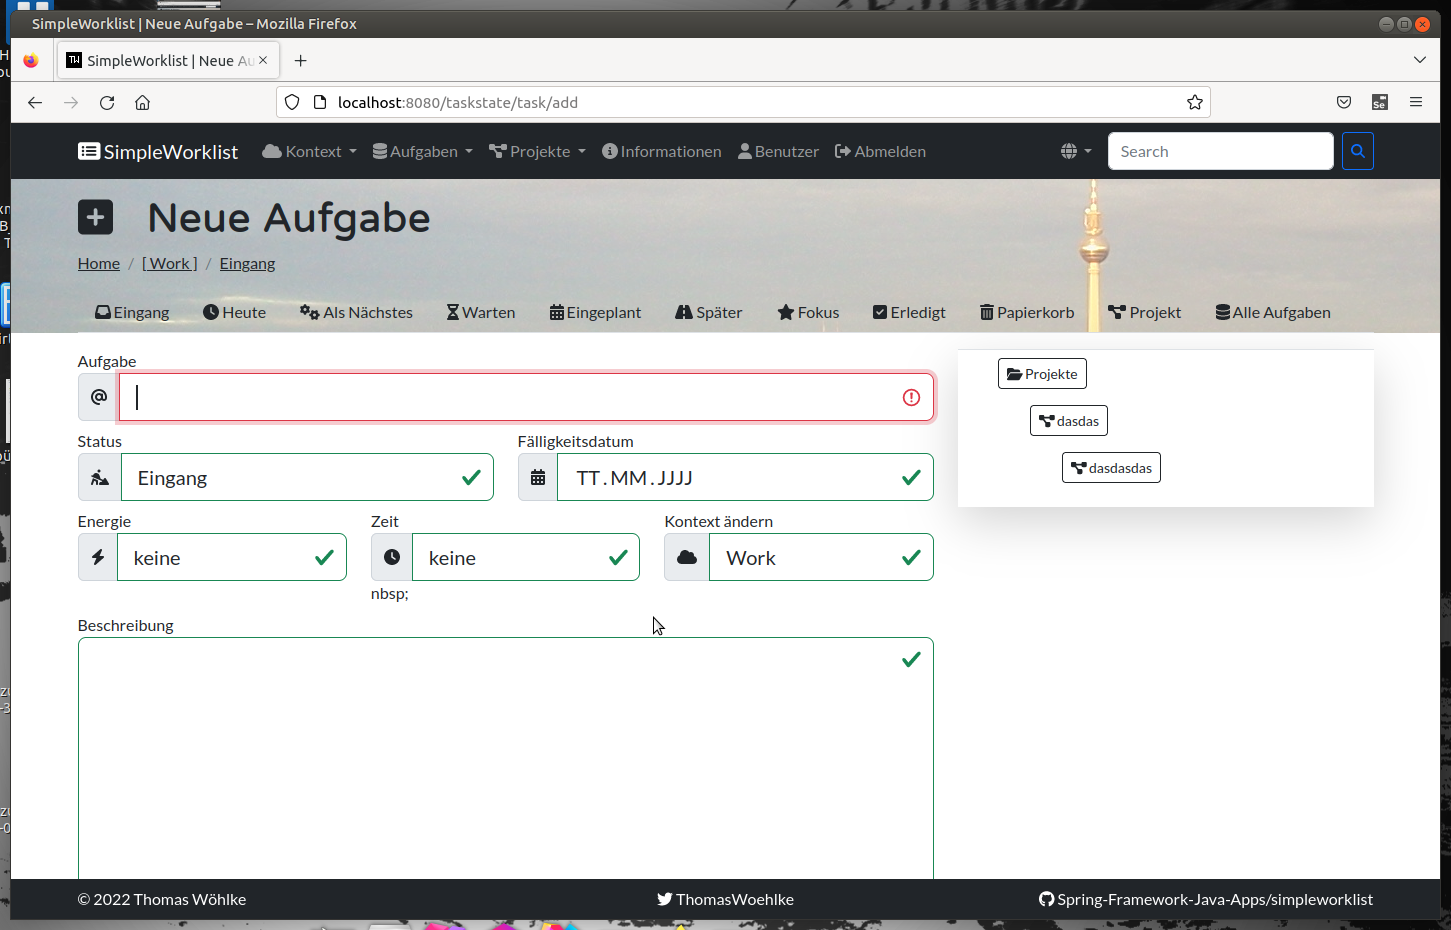 SimpleWorklist | Neue Aufgabe – Mozilla Firefox
TW SimpleWorklist | Neue Au
localhost:8080/taskstate/task/add
Se
SimpleWorklist Kontext Aufgaben Projekte Informationen Benutzer Abmelden Search
Neue Aufgabe
Home / [ Work ] / Eingang
Eingang Heute Als Nächstes Warten Eingeplant Später Fokus Erledigt Papierkorb Projekt Alle Aufgaben
Aufgabe
@
Projekte
dasdas
dasdasdas
Status Fälligkeitsdatum
Eingang TT.MM.JJJJ
Energie Zeit Kontext ändern
keine keine Work
nbsp;
Beschreibung
© 2022 Thomas Wöhlke ThomasWoehlke Spring-Framework-Java-Apps/simpleworklist